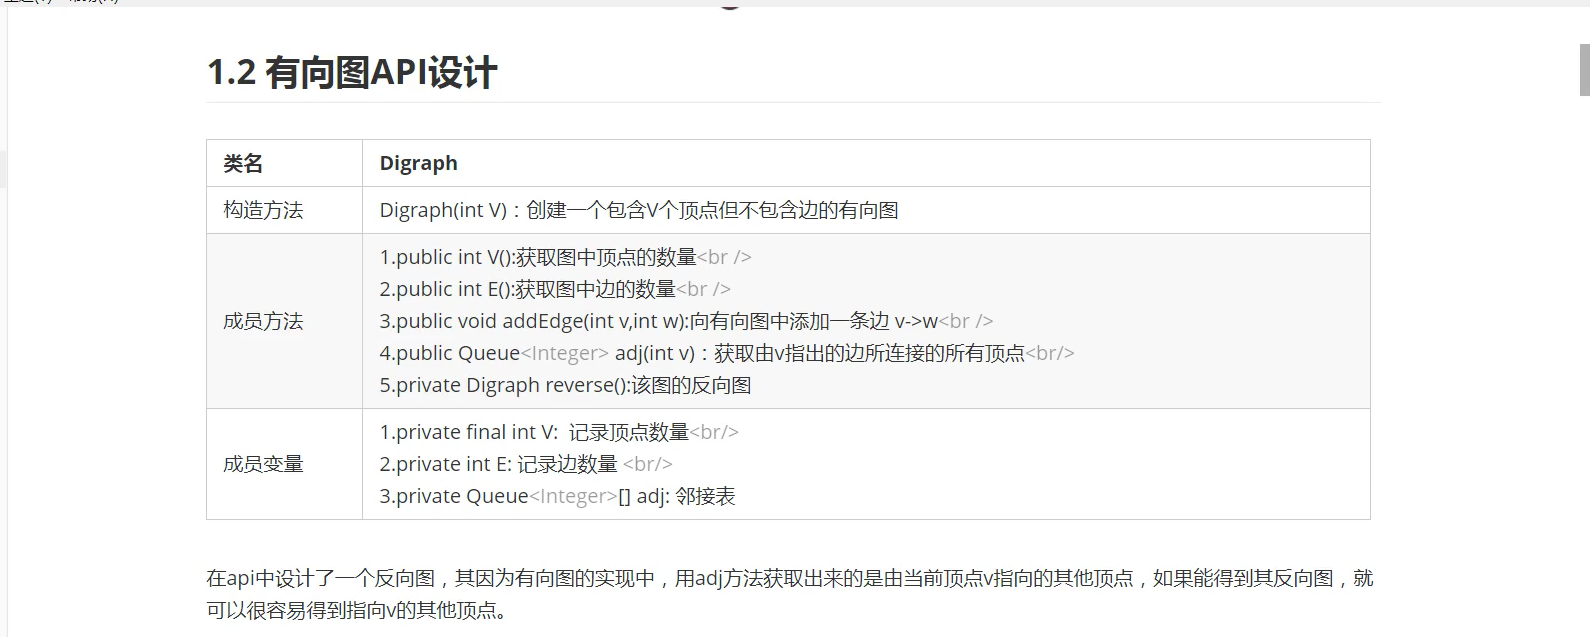 1.2 有向图API设计
类名 Digraph
构造方法 Digraph(int V)：创建一个包含V个顶点但不包含边的有向图
成员方法
1.public int V():获取图中顶点的数量<br />
2.public int E():获取图中边的数量<br />
3.public void addEdge(int v,int w):向有向图中添加一条边 v->w<br />
4.public Queue<Integer> adj(int v)：获取由v指出的边所连接的所有顶点<br/>
5.private Digraph reverse():该图的反向图
成员变量
1.private final int V: 记录顶点数量<br/>
2.private int E: 记录边数量 <br/>
3.private Queue<Integer>[] adj: 邻接表
在api中设计了一个反向图，其因为有向图的实现中，用adj方法获取出来的是由当前顶点v指向的其他顶点，如果能得到其反向图，就
可以很容易得到指向v的其他顶点。